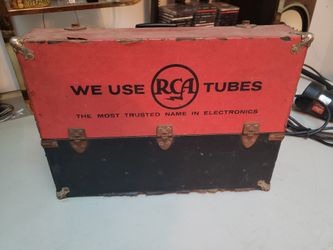 WE USE RCA TUBES
THE MOST TRUSTED NAME IN ELECTRONICS